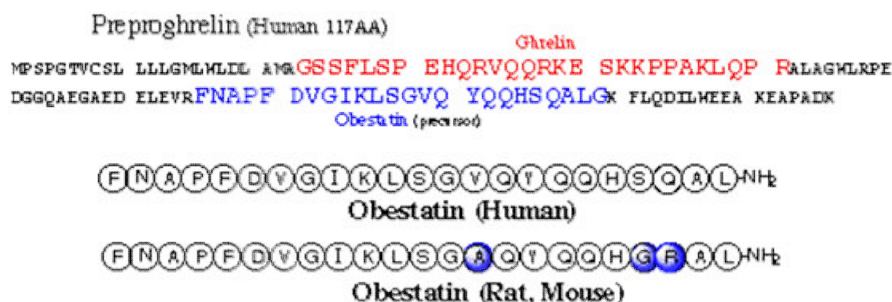 Preproghrelin (Human 117AA)
Ghrelin
MPSPGTVCSL LLLGMLWLDL AMAGSSFLSP EHQRVQQRKE SKKPPAKLQP RALAGWLRPE
DGGQAEGAED ELEVRFNAPF DVGIKLSGVQ YQQHSQALGK FLQDILWEEA KEAPADK
Obestatin (precursor)
FNAPFDVGIKLSGVQYQQHSQAL-NH2
Obestatin (Human)
FNAPFDVGIKLSGAQYQQHGRAL-NH2
Obestatin (Rat, Mouse)